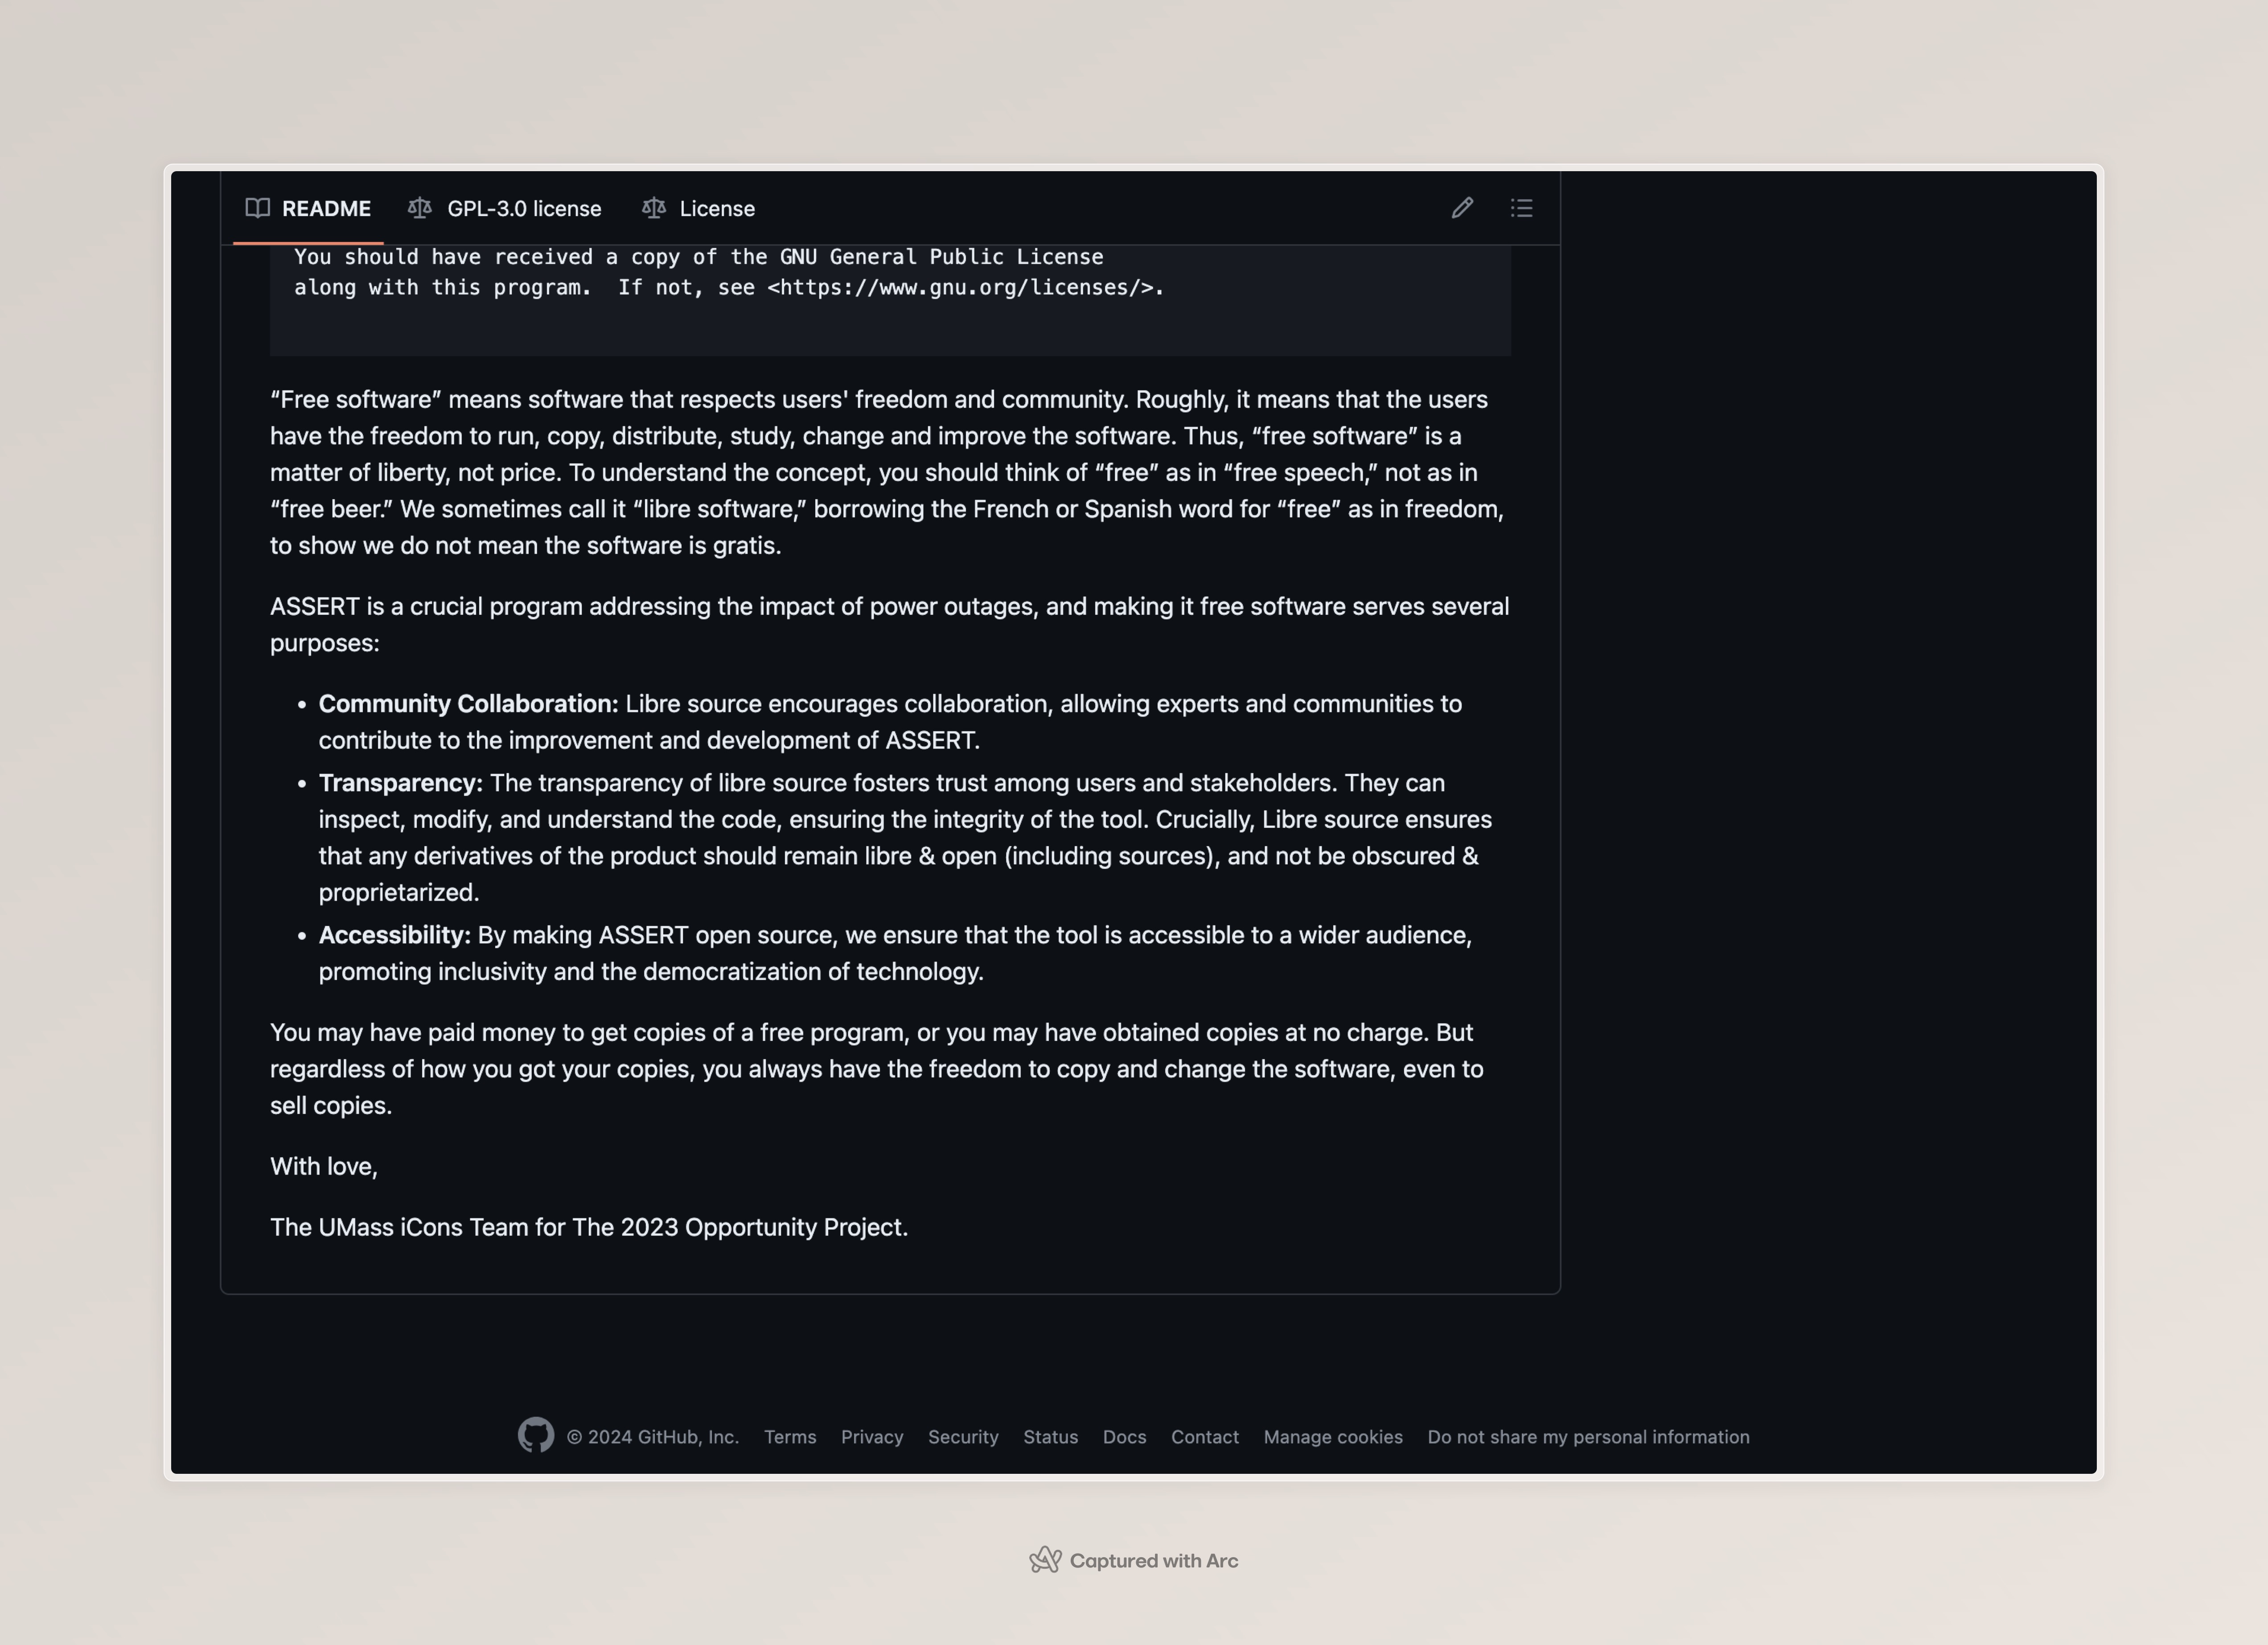 README GPL-3.0 license License
You should have received a copy of the GNU General Public License
along with this program.  If not, see <https://www.gnu.org/licenses/>.
“Free software” means software that respects users' freedom and community. Roughly, it means that the users
have the freedom to run, copy, distribute, study, change and improve the software. Thus, “free software” is a
matter of liberty, not price. To understand the concept, you should think of “free” as in “free speech,” not as in
“free beer.” We sometimes call it “libre software,” borrowing the French or Spanish word for “free” as in freedom,
to show we do not mean the software is gratis.
ASSERT is a crucial program addressing the impact of power outages, and making it free software serves several
purposes:
• Community Collaboration: Libre source encourages collaboration, allowing experts and communities to
contribute to the improvement and development of ASSERT.
• Transparency: The transparency of libre source fosters trust among users and stakeholders. They can
inspect, modify, and understand the code, ensuring the integrity of the tool. Crucially, Libre source ensures
that any derivatives of the product should remain libre & open (including sources), and not be obscured &
proprietarized.
• Accessibility: By making ASSERT open source, we ensure that the tool is accessible to a wider audience,
promoting inclusivity and the democratization of technology.
You may have paid money to get copies of a free program, or you may have obtained copies at no charge. But
regardless of how you got your copies, you always have the freedom to copy and change the software, even to
sell copies.
With love,
The UMass iCons Team for The 2023 Opportunity Project.
© 2024 GitHub, Inc. Terms Privacy Security Status Docs Contact Manage cookies Do not share my personal information
Captured with Arc